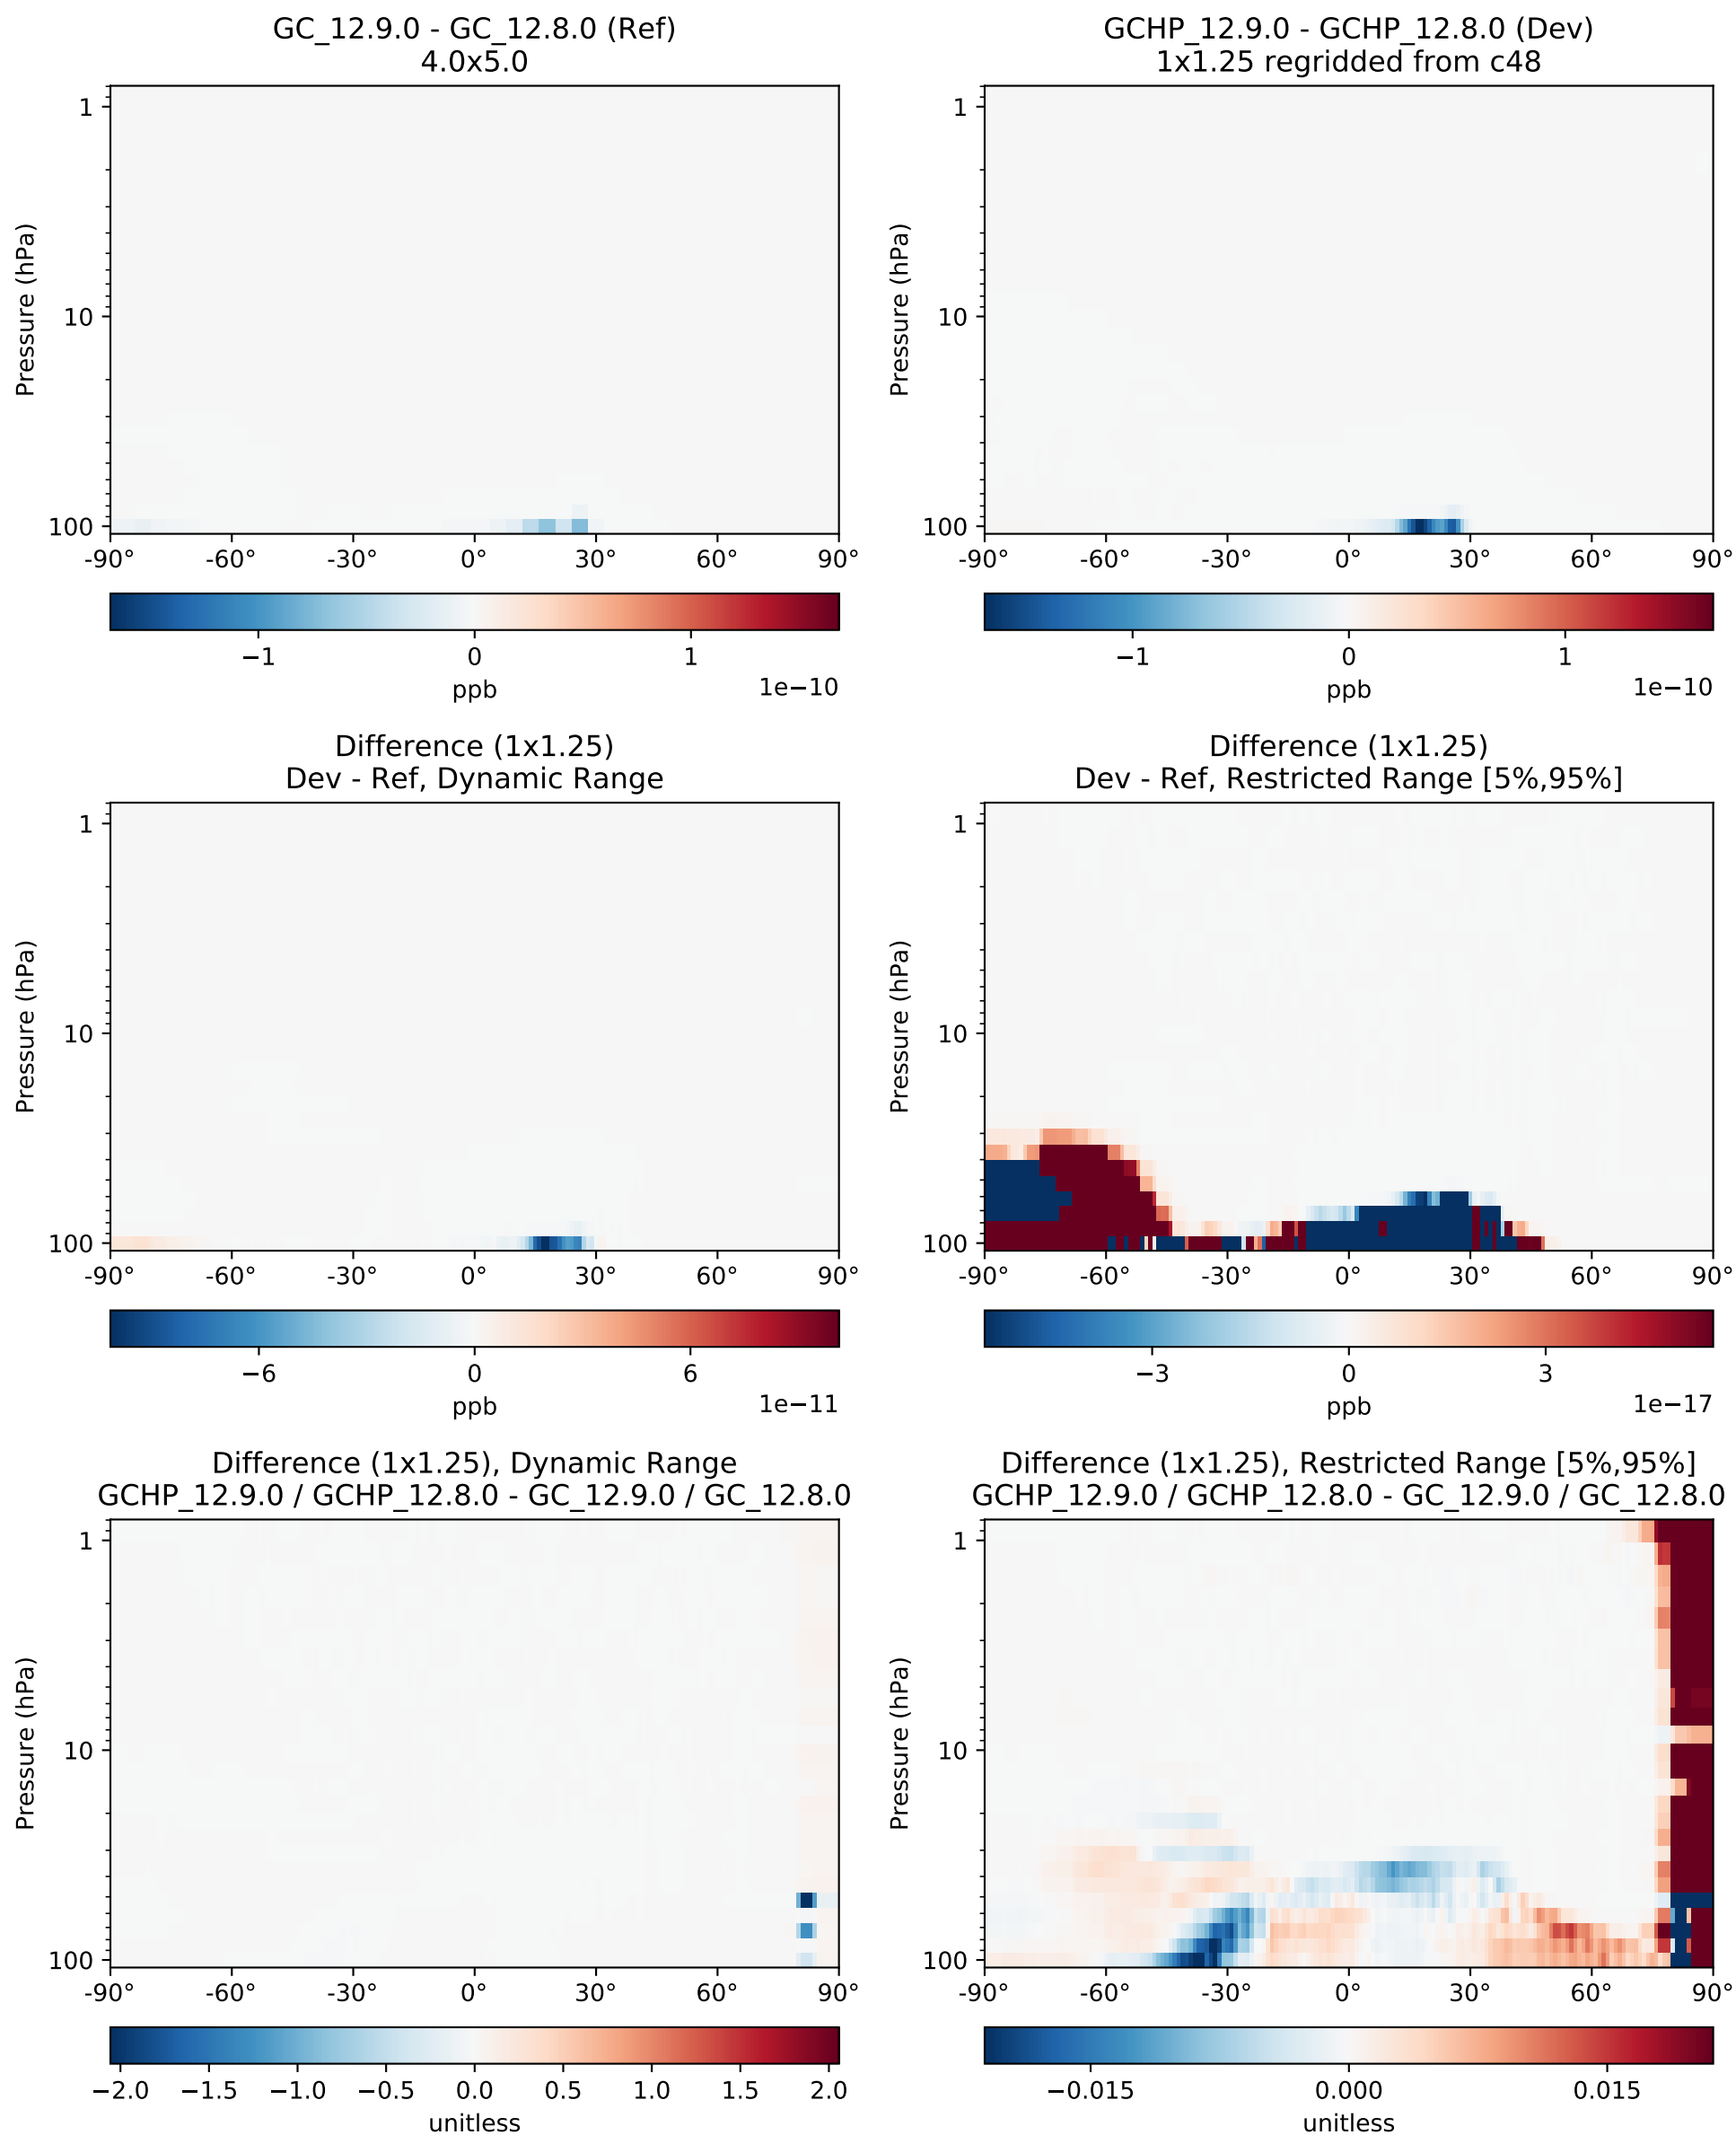 GC_12.9.0 - GC_12.8.0 (Ref)
4.0x5.0
Pressure (hPa)
1
10
100
-90° -60° -30° 0° 30° 60° 90°
−1 0 1
1e−10
ppb
GCHP_12.9.0 - GCHP_12.8.0 (Dev)
1x1.25 regridded from c48
Pressure (hPa)
1
10
100
-90° -60° -30° 0° 30° 60° 90°
−1 0 1
1e−10
ppb
Difference (1x1.25)
Dev - Ref, Dynamic Range
Pressure (hPa)
1
10
100
-90° -60° -30° 0° 30° 60° 90°
−6 0 6
1e−11
ppb
Difference (1x1.25)
Dev - Ref, Restricted Range [5%,95%]
Pressure (hPa)
1
10
100
-90° -60° -30° 0° 30° 60° 90°
−3 0 3
1e−17
ppb
Difference (1x1.25), Dynamic Range
GCHP_12.9.0 / GCHP_12.8.0 - GC_12.9.0 / GC_12.8.0
Pressure (hPa)
1
10
100
-90° -60° -30° 0° 30° 60° 90°
−2.0 −1.5 −1.0 −0.5 0.0 0.5 1.0 1.5 2.0
unitless
Difference (1x1.25), Restricted Range [5%,95%]
GCHP_12.9.0 / GCHP_12.8.0 - GC_12.9.0 / GC_12.8.0
Pressure (hPa)
1
10
100
-90° -60° -30° 0° 30° 60° 90°
−0.015 0.000 0.015
unitless